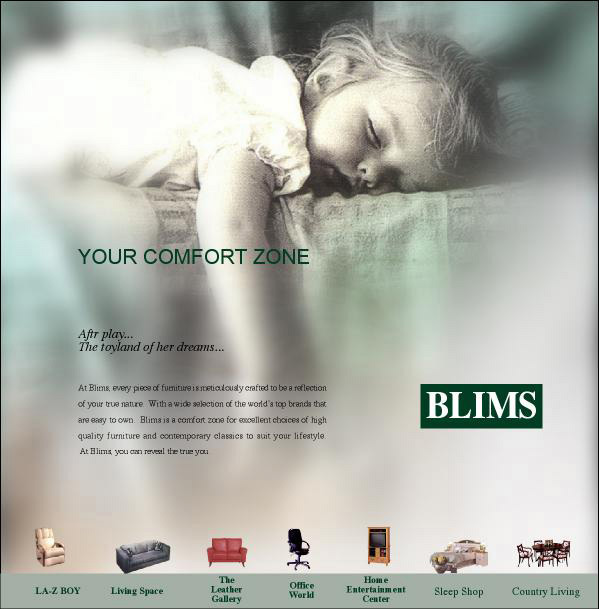 YOUR COMFORT ZONE
Aftr play...
The toyland of her dreams...
At Blims, every piece of furniture is meticulously crafted to be a reflection
of your true nature. With a wide selection of the world's top brands that
are easy to own. Blims is a comfort zone for excellent choices of high
quality furniture and contemporary classics to suit your lifestyle.
At Blims, you can reveal the true you.
BLIMS
LA-Z BOY
Living Space
The
Leather
Gallery
Office
World
Home
Entertainment
Center
Sleep Shop
Country Living